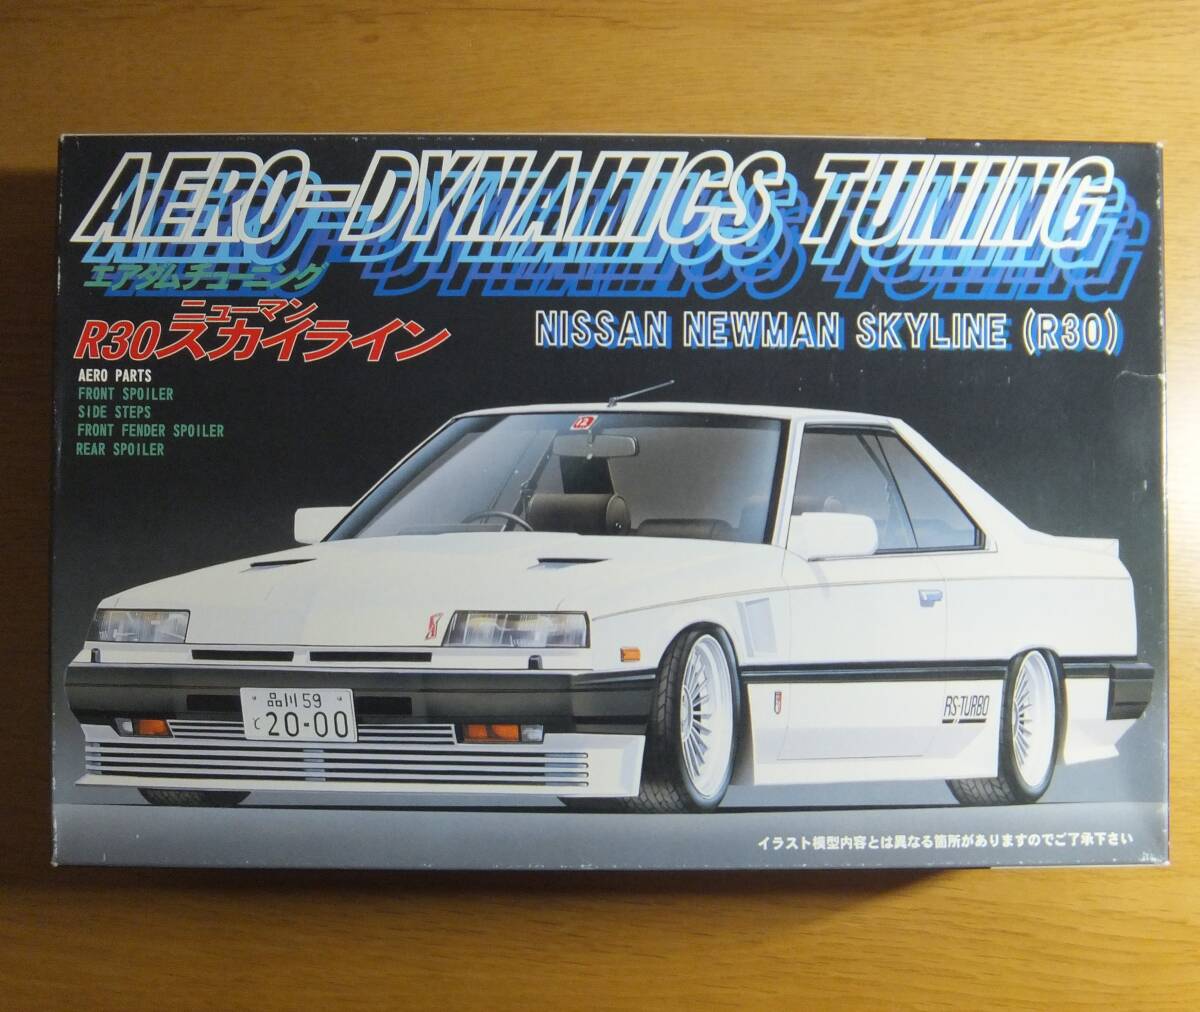 AERO-DYNAMICS TUNING
エアダムチューニング
ニューマン
R30スカイライン
NISSAN NEWMAN SKYLINE (R30)
AERO PARTS
FRONT SPOILER
SIDE STEPS
FRONT FENDER SPOILER
REAR SPOILER
品川 59
と 20-00
RS-TURBO
イラスト模型内容とは異なる箇所がありますのでご了承下さい